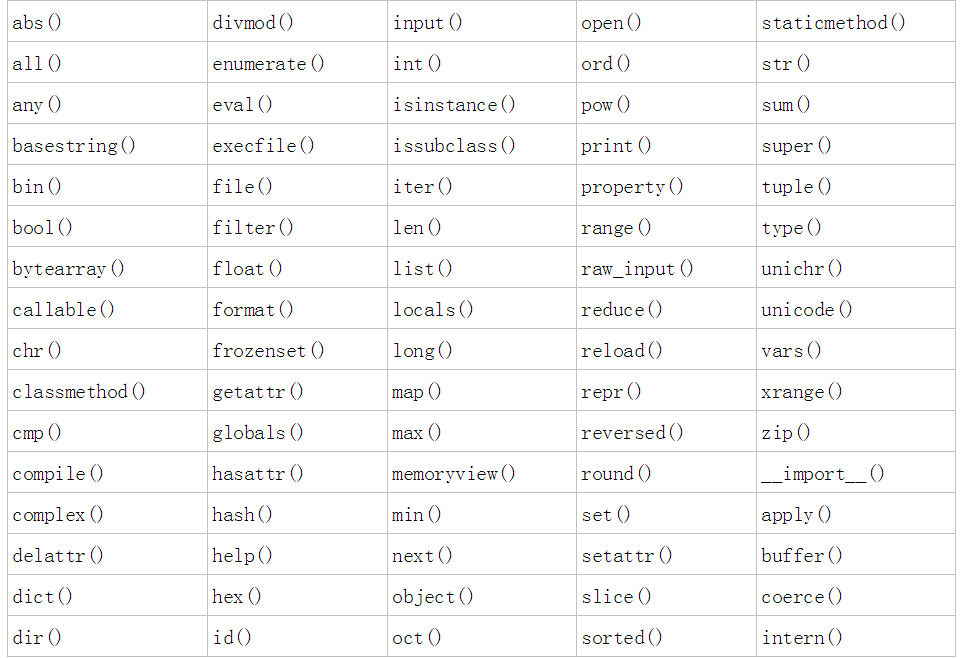 abs() divmod() input() open() staticmethod()
all() enumerate() int() ord() str()
any() eval() isinstance() pow() sum()
basestring() execfile() issubclass() print() super()
bin() file() iter() property() tuple()
bool() filter() len() range() type()
bytearray() float() list() raw_input() unichr()
callable() format() locals() reduce() unicode()
chr() frozenset() long() reload() vars()
classmethod() getattr() map() repr() xrange()
cmp() globals() max() reversed() zip()
compile() hasattr() memoryview() round() __import__()
complex() hash() min() set() apply()
delattr() help() next() setattr() buffer()
dict() hex() object() slice() coerce()
dir() id() oct() sorted() intern()